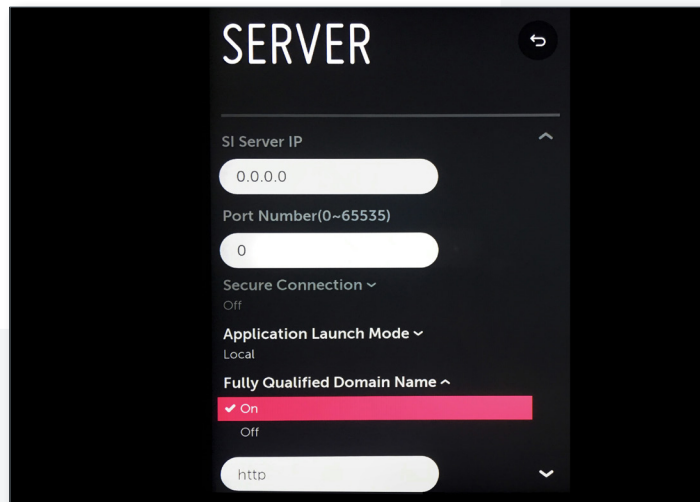 SERVER
SI Server IP
0.0.0.0
Port Number(0~65535)
0
Secure Connection
Off
Application Launch Mode
Local
Fully Qualified Domain Name
On
Off
http